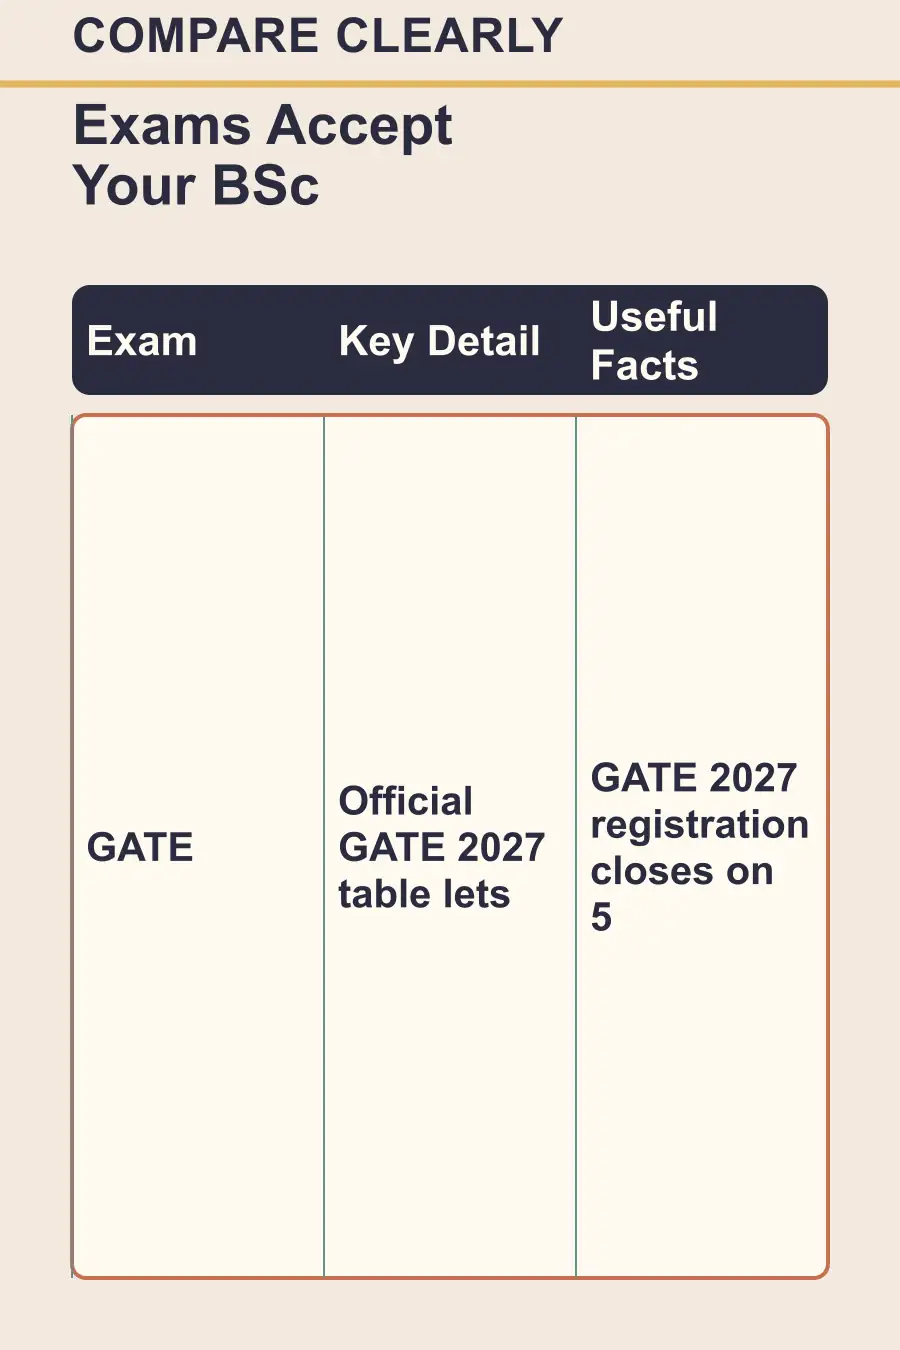 COMPARE CLEARLY
Exams Accept
Your BSc
Exam
Key Detail
Useful
Facts
GATE
Official
GATE 2027
table lets
GATE 2027
registration
closes on
5